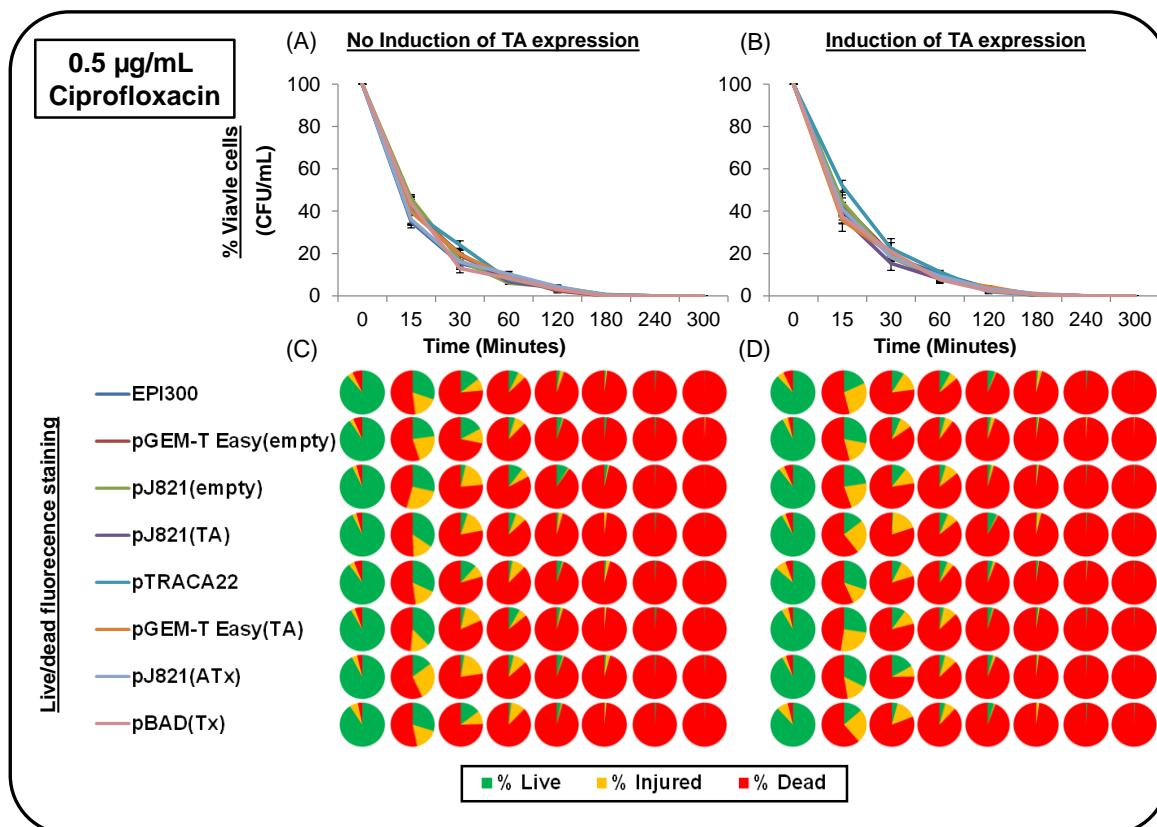 0.5 µg/mL
Ciprofloxacin
(A)
No Induction of TA expression
(B)
Induction of TA expression
% Viavle cells
(CFU/mL)
100
80
60
40
20
0
0 15 30 60 120 180 240 300
100
80
60
40
20
0
0 15 30 60 120 180 240 300
Time (Minutes)
Time (Minutes)
(C)
(D)
Live/dead fluorefcence staining
EPI300
pGEM-T Easy(empty)
pJ821(empty)
pJ821(TA)
pTRACA22
pGEM-T Easy(TA)
pJ821(ATx)
pBAD(Tx)
% Live % Injured % Dead